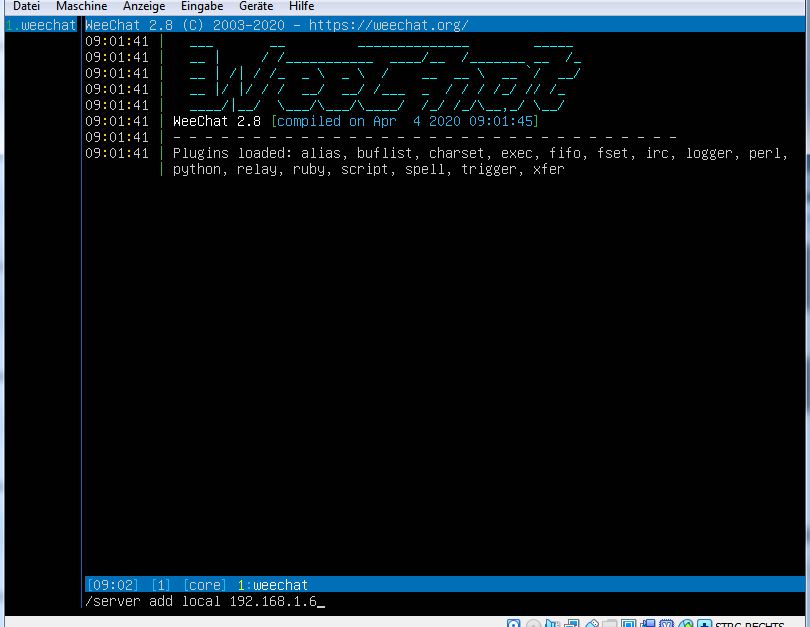 Datei Maschine Anzeige Eingabe Geräte Hilfe
1.weechat WeeChat 2.8 (C) 2003-2020 - https://weechat.org/
09:01:41 |
09:01:41 |
09:01:41 |
09:01:41 |
09:01:41 |
WeeChat
09:01:41 | WeeChat 2.8 [compiled on Apr  4 2020 09:01:45]
09:01:41 | - - - - - - - - - - - - - - - - - - - - - - - - - - - - - - - -
09:01:41 | Plugins loaded: alias, buflist, charset, exec, fifo, fset, irc, logger, perl,
| python, relay, ruby, script, spell, trigger, xfer
[09:02] [1] [core] 1:weechat
/server add local 192.168.1.6_
STRG-RECHTS